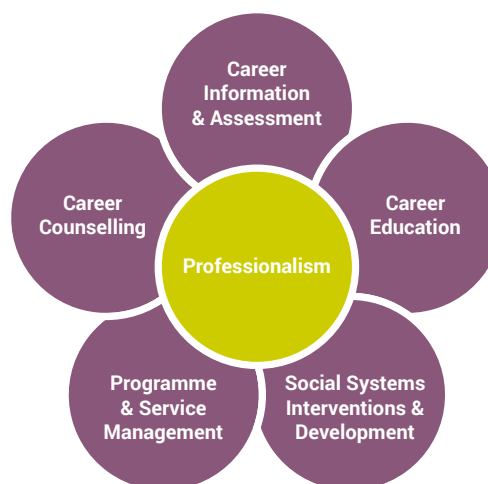 Career
Information
& Assessment
Career
Counselling
Career
Education
Professionalism
Programme
& Service
Management
Social Systems
Interventions &
Development